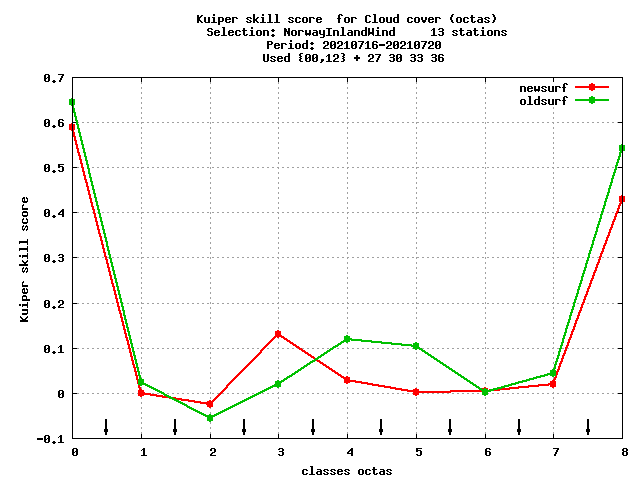 Kuiper skill score  for Cloud cover (octas)
Selection: NorwayInlandWind     13 stations
Period: 20210716-20210720
Used {00,12} + 27 30 33 36
newsurf
oldsurf
Kuiper skill score
0.7
0.6
0.5
0.4
0.3
0.2
0.1
0
-0.1
0 1 2 3 4 5 6 7 8
classes octas